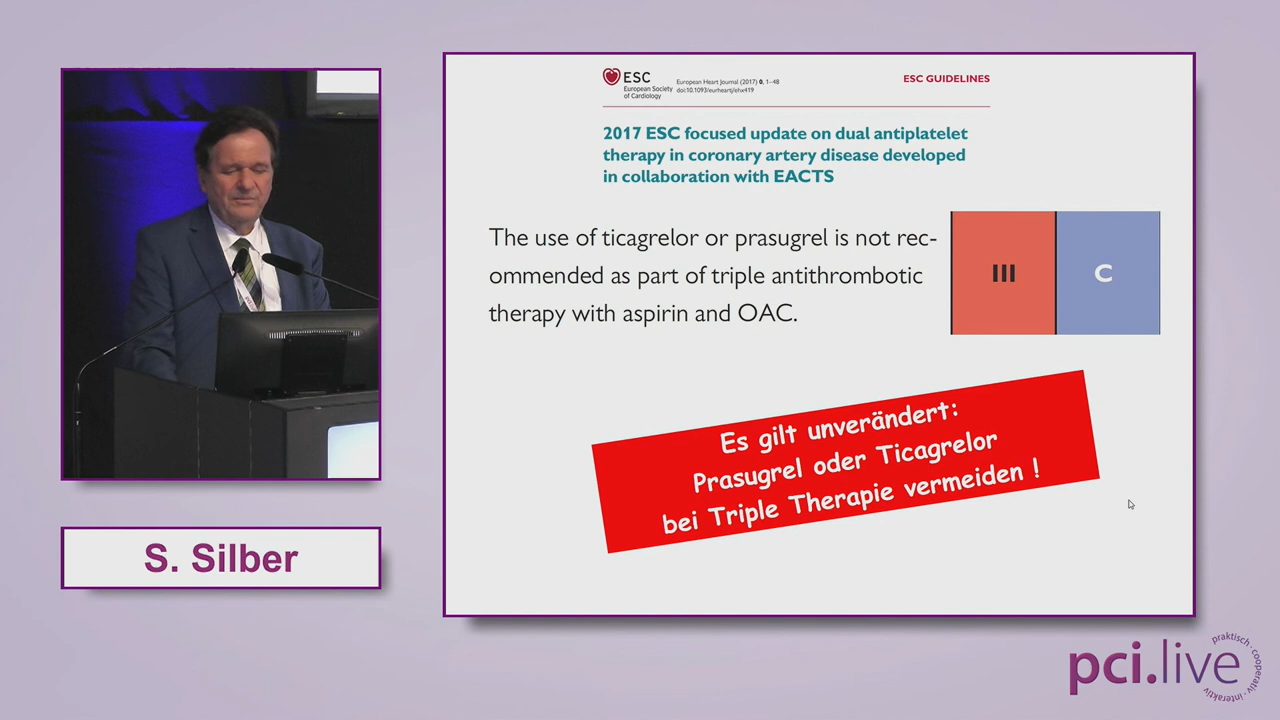 S. Silber
ESC
European Society
of Cardiology
European Heart Journal (2017) 0, 1–48
doi:10.1093/eurheartj/ehx419
ESC GUIDELINES
2017 ESC focused update on dual antiplatelet
therapy in coronary artery disease developed
in collaboration with EACTS
The use of ticagrelor or prasugrel is not rec-
ommended as part of triple antithrombotic
therapy with aspirin and OAC.
III
C
Es gilt unverändert:
Prasugrel oder Ticagrelor
bei Triple Therapie vermeiden !
pci.live
praktisch · cooperativ · interaktiv